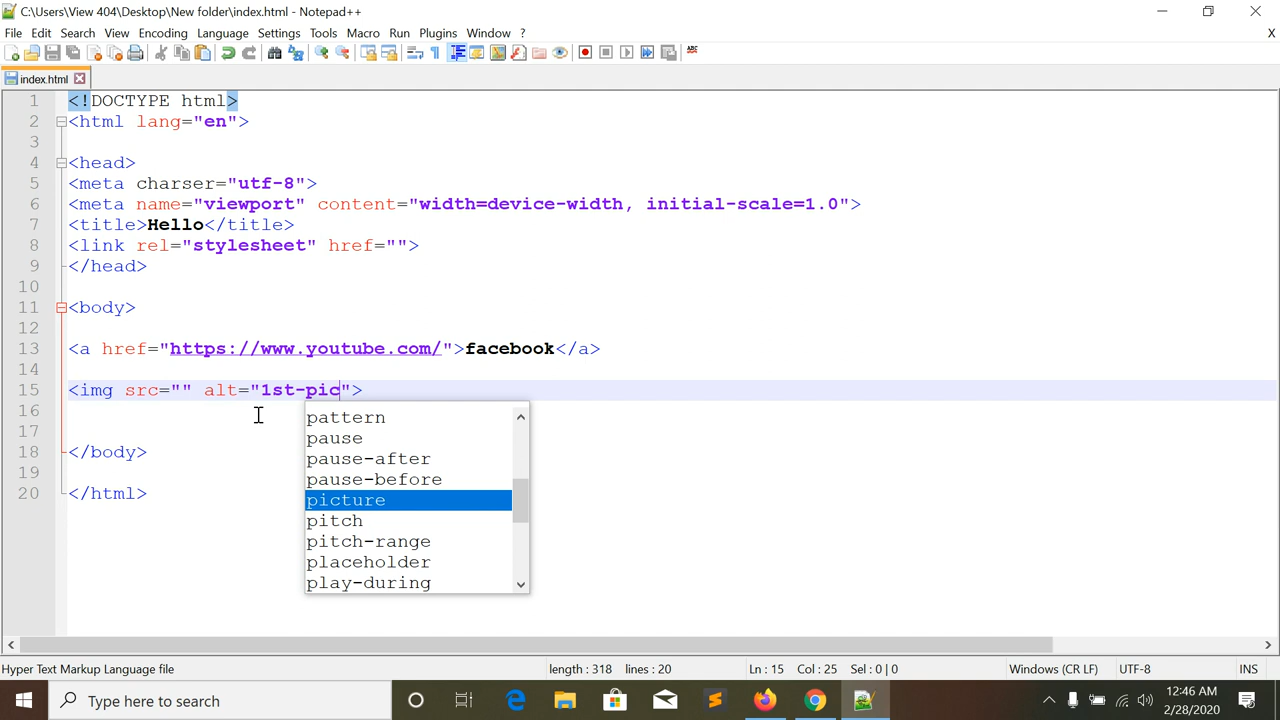 C:\Users\View 404\Desktop\New folder\index.html - Notepad++
File Edit Search View Encoding Language Settings Tools Macro Run Plugins Window ? X
ABC
index.html
1 <!DOCTYPE html>
2 <html lang="en">
3
4 <head>
5 <meta charser="utf-8">
6 <meta name="viewport" content="width=device-width, initial-scale=1.0">
7 <title>Hello</title>
8 <link rel="stylesheet" href="">
9 </head>
10
11 <body>
12
13 <a href="https://www.youtube.com/">facebook</a>
14
15 <img src="" alt="1st-pic">
16
17
18 </body>
19
20 </html>
pattern
pause
pause-after
pause-before
picture
pitch
pitch-range
placeholder
play-during
Hyper Text Markup Language file length : 318 lines : 20 Ln : 15 Col : 25 Sel : 0 | 0 Windows (CR LF) UTF-8 INS
Type here to search
12:46 AM
2/28/2020